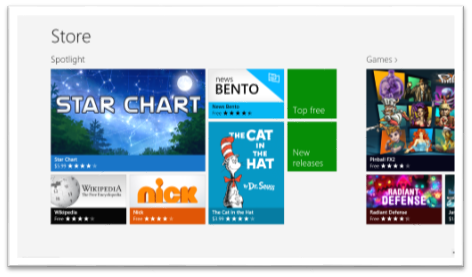 Store
Spotlight
Games >
STAR CHART
Star Chart
$1.99
news
BENTO
News Bento
Free
Top free
THE CAT
IN
THE
HAT
by Dr. Seuss
The Cat in the Hat
New
releases
WIKIPEDIA
The Free Encyclopedia
Wikipedia
Free
nick
Nick
Free
Pinball FX2
Free
RADIANT
DEFENSE
Radiant Defense
Free
Jam